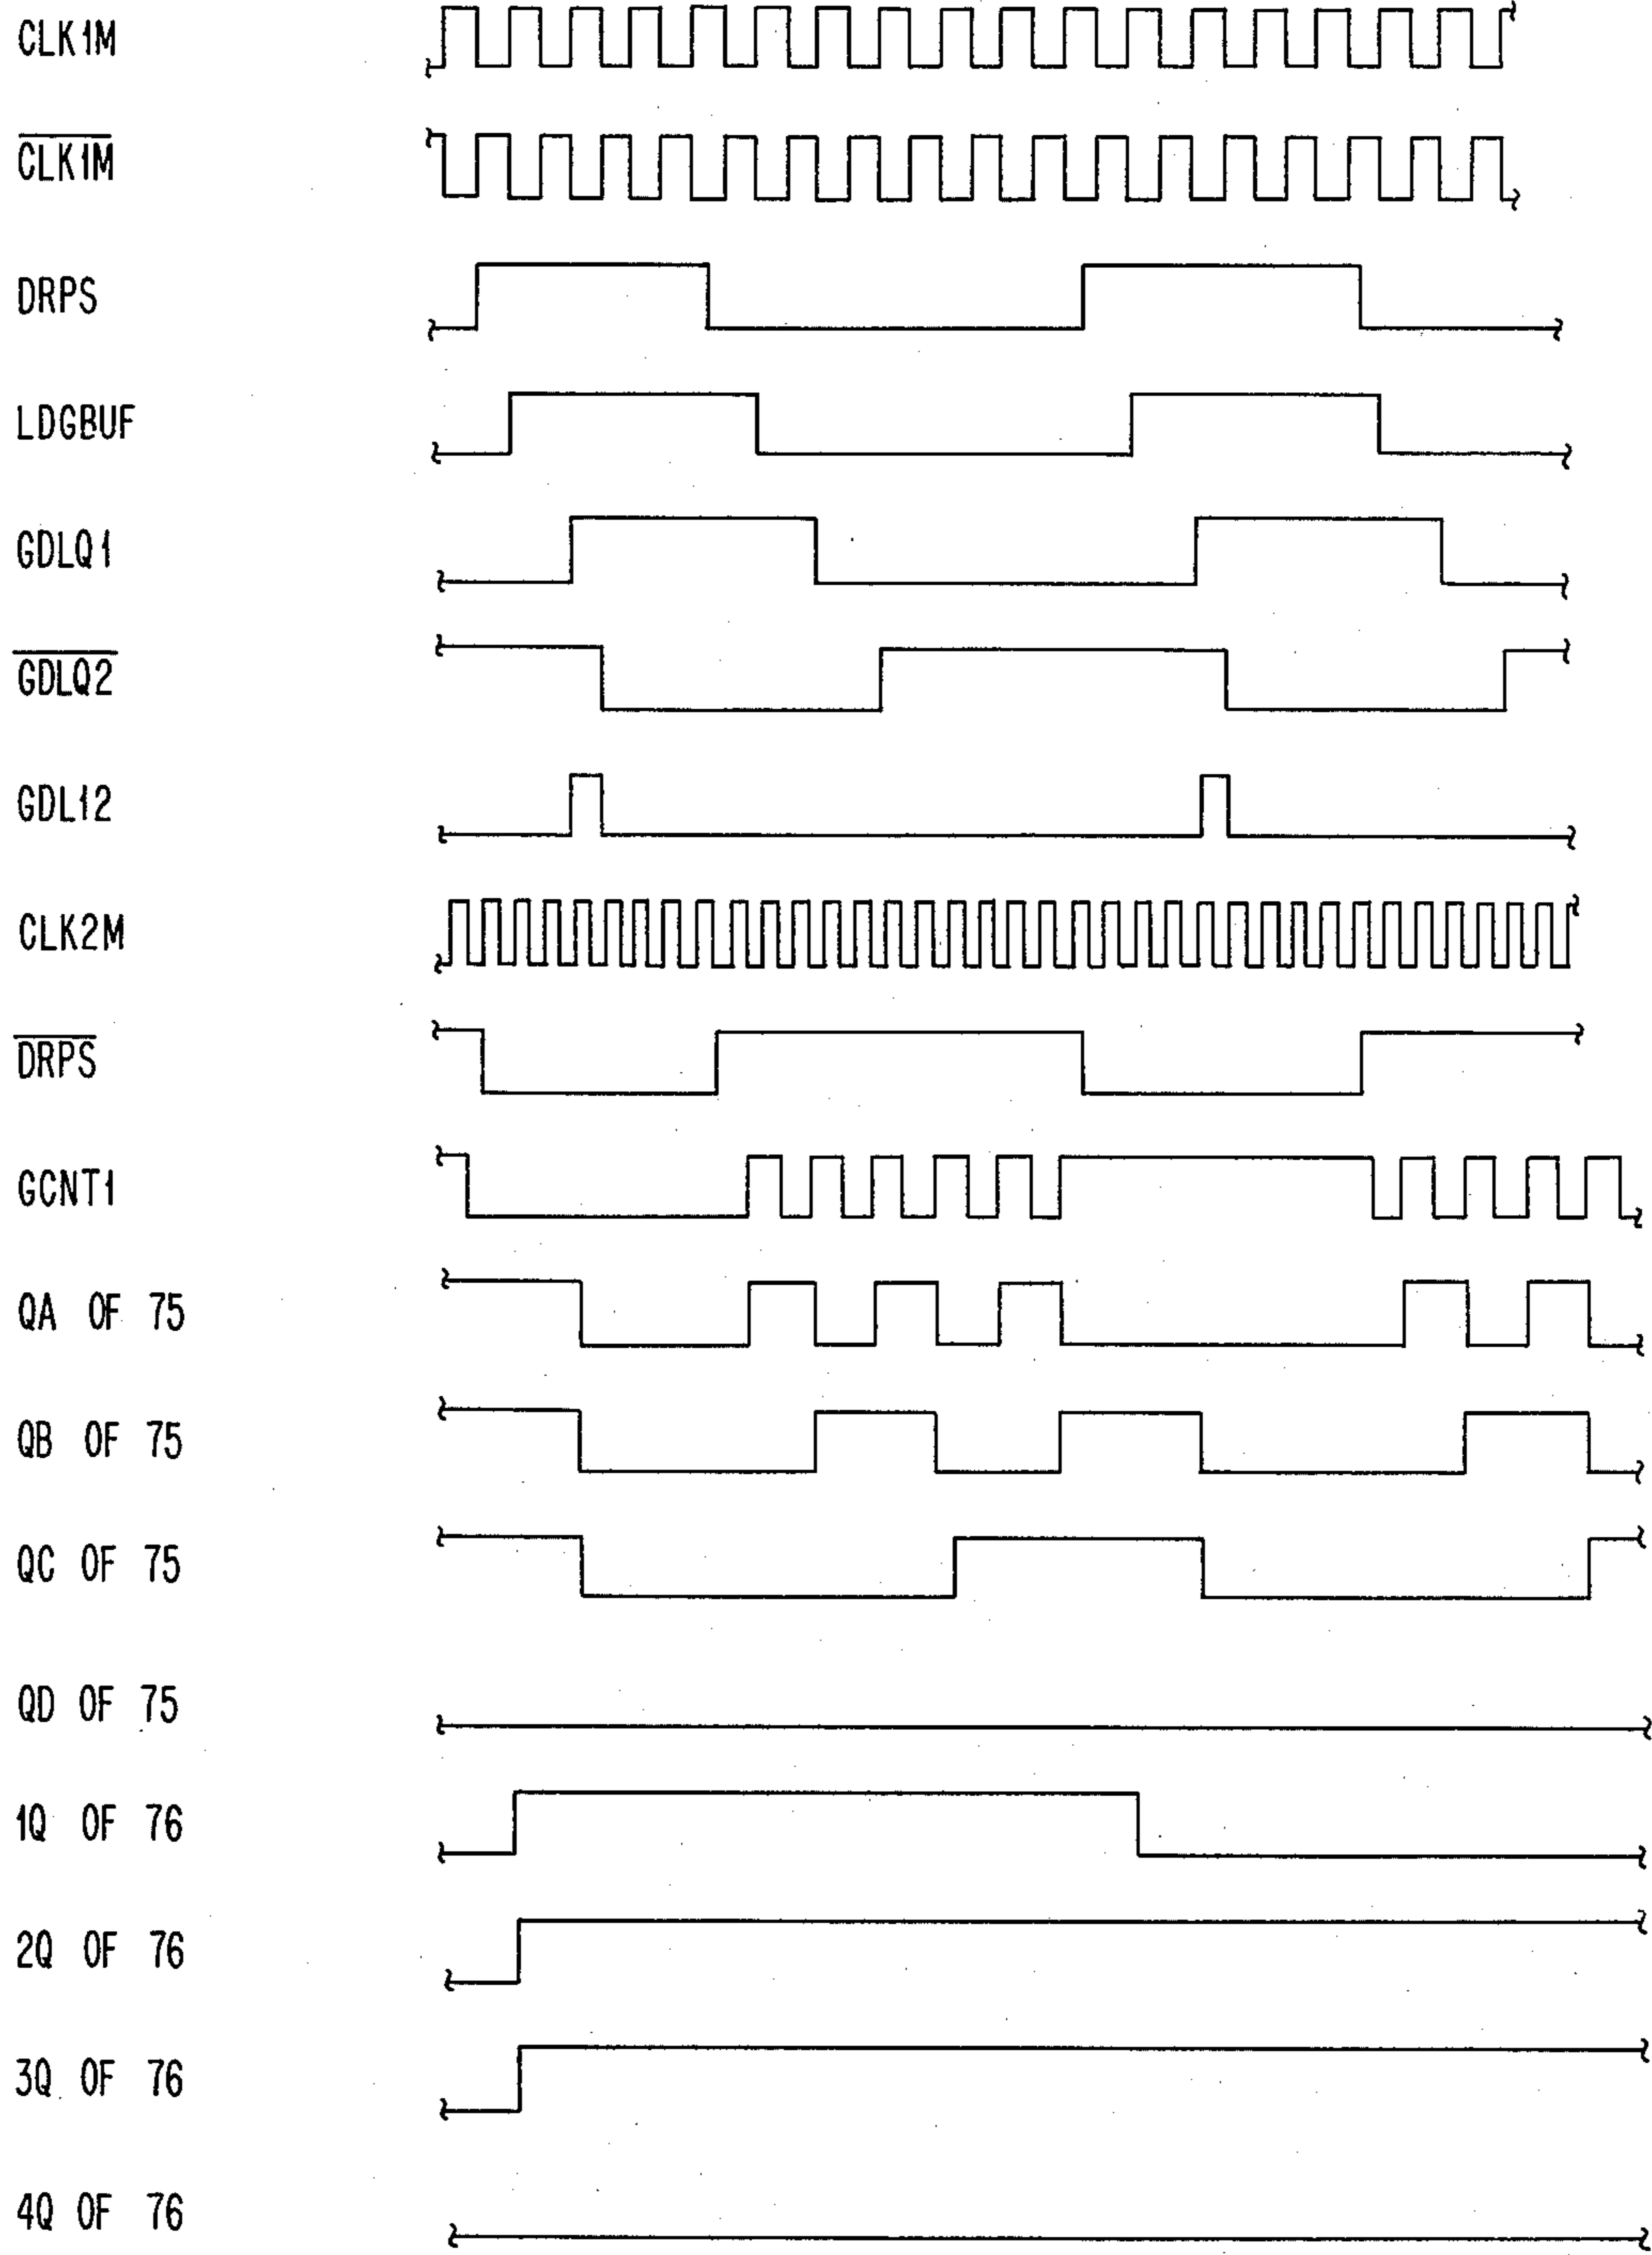 CLK1M
CLK1M
DRPS
LDGBUF
GDLQ1
GDLQ2
GDL12
CLK2M
DRPS
GCNT1
QA OF 75
QB OF 75
QC OF 75
QD OF 75
1Q OF 76
2Q OF 76
3Q OF 76
4Q OF 76